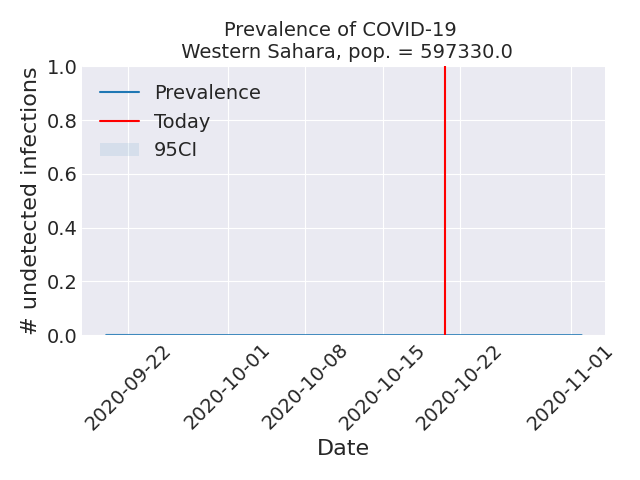 Prevalence of COVID-19
Western Sahara, pop. = 597330.0
# undetected infections
1.0
0.8
0.6
0.4
0.2
0.0
Prevalence
Today
95CI
2020-09-22
2020-10-01
2020-10-08
2020-10-15
2020-10-22
2020-11-01
Date